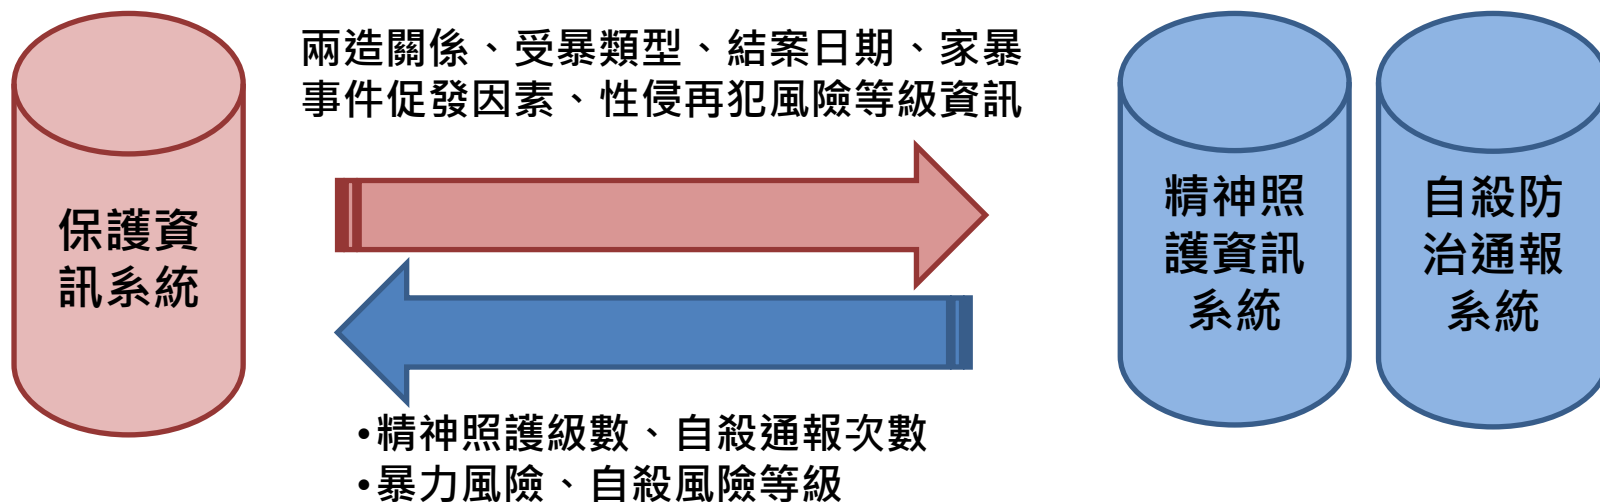 兩造關係、受暴類型、結案日期、家暴
事件促發因素、性侵再犯風險等級資訊
保護資
訊系統
精神照
護資訊
系統
自殺防
治通報
系統
•精神照護級數、自殺通報次數
•暴力風險、自殺風險等級